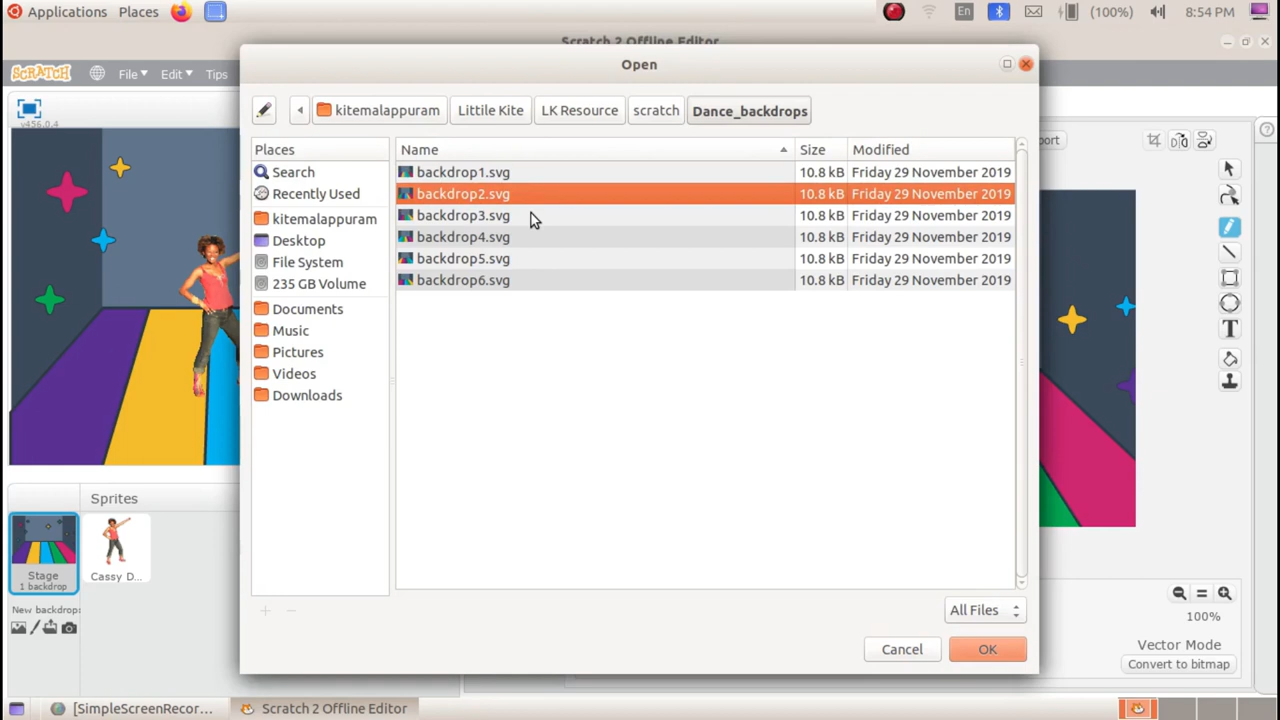 Applications Places En (100%) 8:54 PM
Scratch 2 Offline Editor
Open
SCRATCH File Edit Tips
v456.0.4
kitemalappuram Littile Kite LK Resource scratch Dance_backdrops
Places
Search
Recently Used
kitemalappuram
Desktop
File System
235 GB Volume
Documents
Music
Pictures
Videos
Downloads
Name Size Modified
backdrop1.svg 10.8 kB Friday 29 November 2019
backdrop2.svg 10.8 kB Friday 29 November 2019
backdrop3.svg 10.8 kB Friday 29 November 2019
backdrop4.svg 10.8 kB Friday 29 November 2019
backdrop5.svg 10.8 kB Friday 29 November 2019
backdrop6.svg 10.8 kB Friday 29 November 2019
All Files
Cancel OK
ort
T
Sprites
Stage
1 backdrop
Cassy D...
New backdrop:
100%
Vector Mode
Convert to bitmap
[SimpleScreenRecor... Scratch 2 Offline Editor